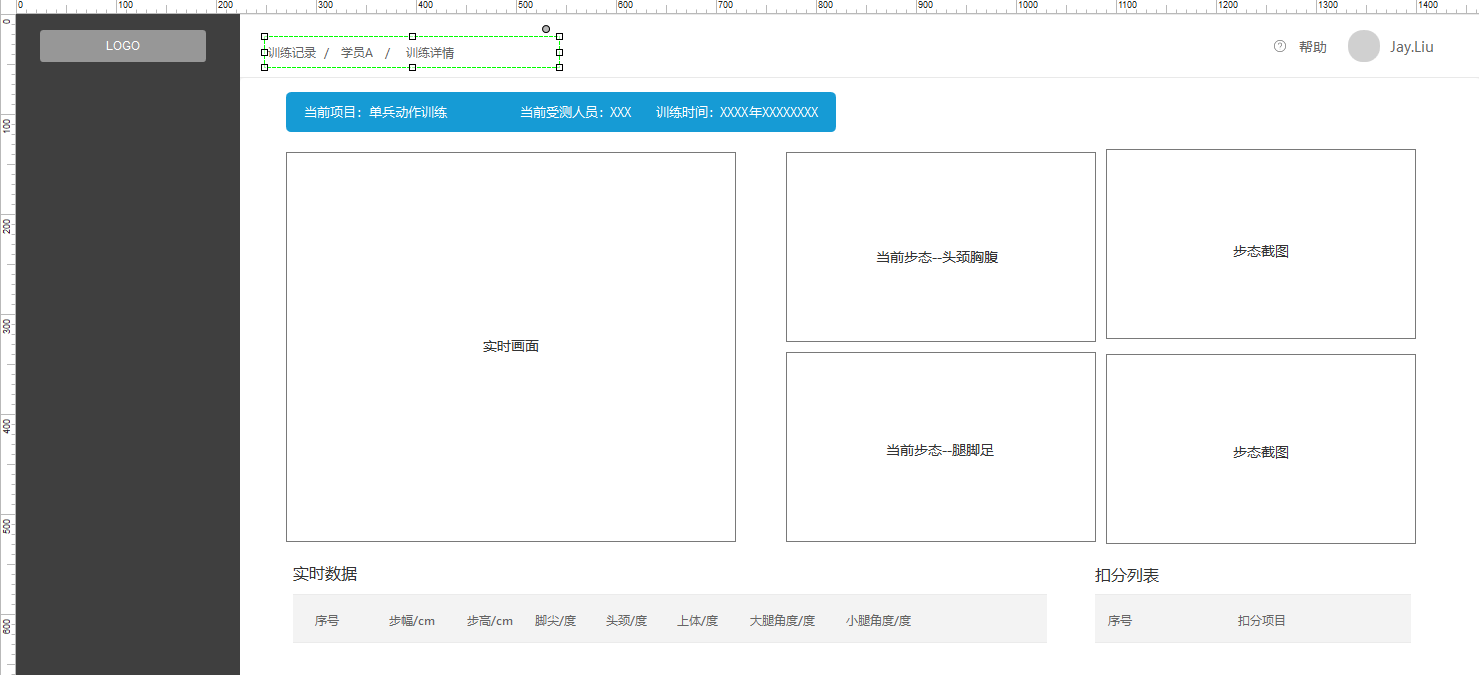 0 100 200 300 400 500 600 700 800 900 1000 1100 1200 1300 1400
0
100
200
300
400
500
600
LOGO
训练记录 / 学员A / 训练详情
帮助 Jay.Liu
当前项目：单兵动作训练 当前受测人员：XXX 训练时间：XXXX年XXXXXXXX
实时画面
当前步态--头颈胸腹
步态截图
当前步态--腿脚足
步态截图
实时数据
序号 步幅/cm 步高/cm 脚尖/度 头颈/度 上体/度 大腿角度/度 小腿角度/度
扣分列表
序号 扣分项目